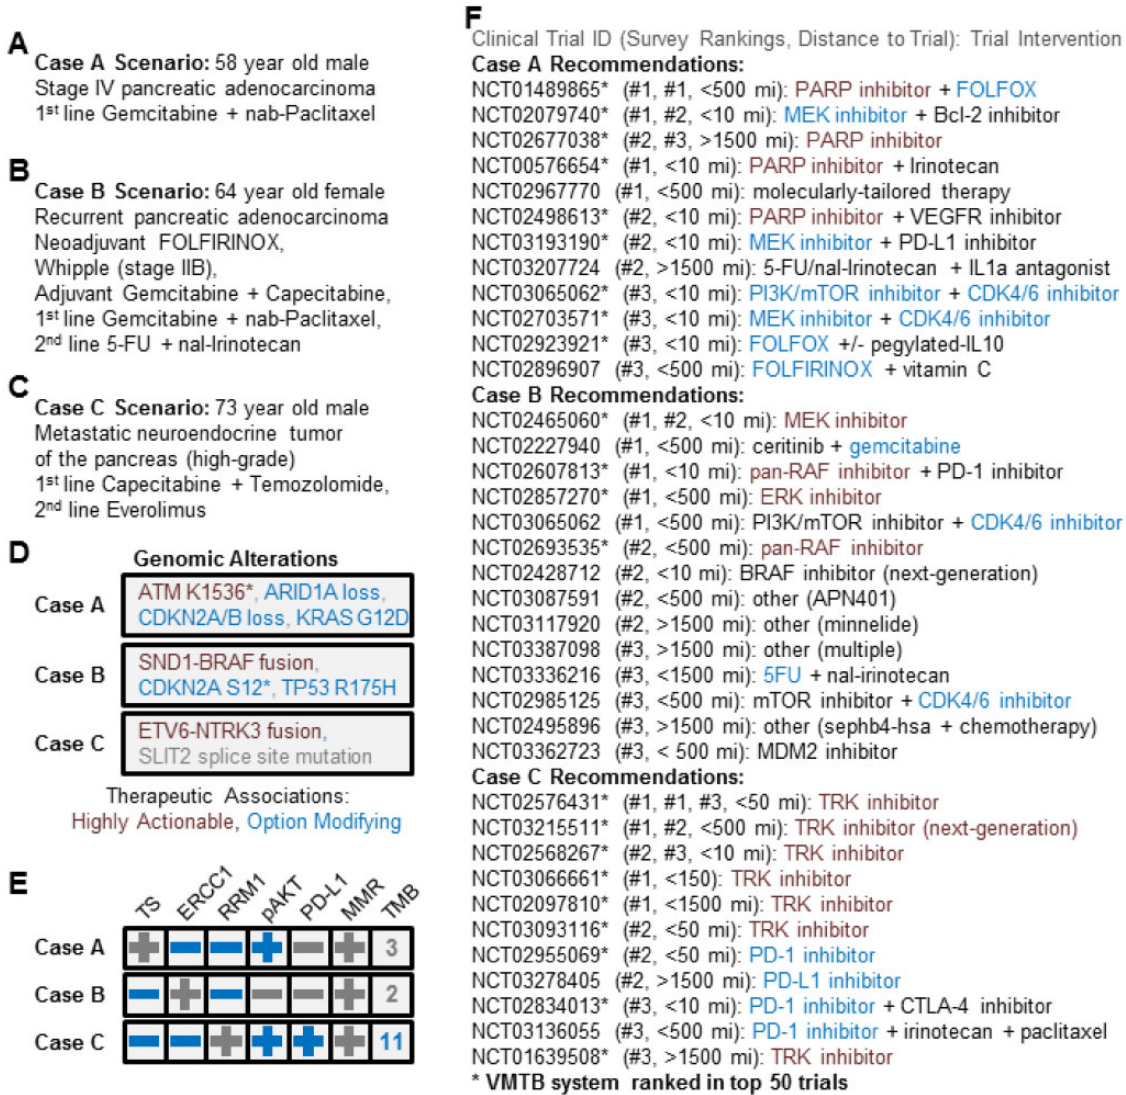 A
Case A Scenario: 58 year old male
Stage IV pancreatic adenocarcinoma
1st line Gemcitabine + nab-Paclitaxel
B
Case B Scenario: 64 year old female
Recurrent pancreatic adenocarcinoma
Neoadjuvant FOLFIRINOX,
Whipple (stage IIB),
Adjuvant Gemcitabine + Capecitabine,
1st line Gemcitabine + nab-Paclitaxel,
2nd line 5-FU + nal-Irinotecan
C
Case C Scenario: 73 year old male
Metastatic neuroendocrine tumor
of the pancreas (high-grade)
1st line Capecitabine + Temozolomide,
2nd line Everolimus
D
Genomic Alterations
Case A
ATM K1536*, ARID1A loss,
CDKN2A/B loss, KRAS G12D
Case B
SND1-BRAF fusion,
CDKN2A S12*, TP53 R175H
Case C
ETV6-NTRK3 fusion,
SLIT2 splice site mutation
Therapeutic Associations:
Highly Actionable, Option Modifying
E
TS ERCC1 RRM1 pAKT PD-L1 MMR TMB
Case A + − − + − + 3
Case B − + − − − + 2
Case C − − + + + + 11
F
Clinical Trial ID (Survey Rankings, Distance to Trial): Trial Intervention
Case A Recommendations:
NCT01489865* (#1, #1, <500 mi): PARP inhibitor + FOLFOX
NCT02079740* (#1, #2, <10 mi): MEK inhibitor + Bcl-2 inhibitor
NCT02677038* (#2, #3, >1500 mi): PARP inhibitor
NCT00576654* (#1, <10 mi): PARP inhibitor + Irinotecan
NCT02967770 (#1, <500 mi): molecularly-tailored therapy
NCT02498613* (#2, <10 mi): PARP inhibitor + VEGFR inhibitor
NCT03193190* (#2, <10 mi): MEK inhibitor + PD-L1 inhibitor
NCT03207724 (#2, >1500 mi): 5-FU/nal-Irinotecan + IL1a antagonist
NCT03065062* (#3, <10 mi): PI3K/mTOR inhibitor + CDK4/6 inhibitor
NCT02703571* (#3, <10 mi): MEK inhibitor + CDK4/6 inhibitor
NCT02923921* (#3, <10 mi): FOLFOX +/- pegylated-IL10
NCT02896907 (#3, <500 mi): FOLFIRINOX + vitamin C
Case B Recommendations:
NCT02465060* (#1, #2, <10 mi): MEK inhibitor
NCT02227940 (#1, <500 mi): ceritinib + gemcitabine
NCT02607813* (#1, <10 mi): pan-RAF inhibitor + PD-1 inhibitor
NCT02857270* (#1, <500 mi): ERK inhibitor
NCT03065062 (#1, <500 mi): PI3K/mTOR inhibitor + CDK4/6 inhibitor
NCT02693535* (#2, <500 mi): pan-RAF inhibitor
NCT02428712 (#2, <10 mi): BRAF inhibitor (next-generation)
NCT03087591 (#2, <500 mi): other (APN401)
NCT03117920 (#2, >1500 mi): other (minnelide)
NCT03387098 (#3, >1500 mi): other (multiple)
NCT03336216 (#3, <1500 mi): 5FU + nal-irinotecan
NCT02985125 (#3, <500 mi): mTOR inhibitor + CDK4/6 inhibitor
NCT02495896 (#3, >1500 mi): other (sephb4-hsa + chemotherapy)
NCT03362723 (#3, < 500 mi): MDM2 inhibitor
Case C Recommendations:
NCT02576431* (#1, #1, #3, <50 mi): TRK inhibitor
NCT03215511* (#1, #2, <500 mi): TRK inhibitor (next-generation)
NCT02568267* (#2, #3, <10 mi): TRK inhibitor
NCT03066661* (#1, <150): TRK inhibitor
NCT02097810* (#1, <1500 mi): TRK inhibitor
NCT03093116* (#2, <50 mi): TRK inhibitor
NCT02955069* (#2, <50 mi): PD-1 inhibitor
NCT03278405 (#2, >1500 mi): PD-L1 inhibitor
NCT02834013* (#3, <10 mi): PD-1 inhibitor + CTLA-4 inhibitor
NCT03136055 (#3, <500 mi): PD-1 inhibitor + irinotecan + paclitaxel
NCT01639508* (#3, >1500 mi): TRK inhibitor
* VMTB system ranked in top 50 trials